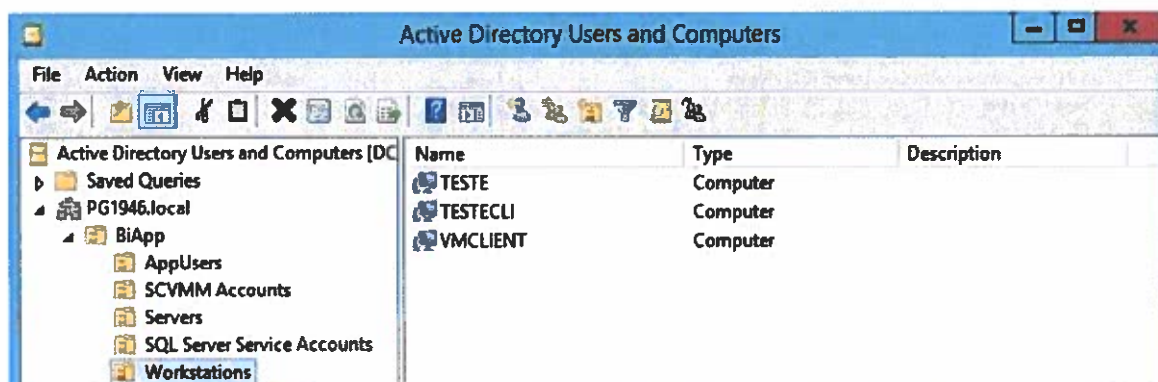 Active Directory Users and Computers
File Action View Help
Active Directory Users and Computers [DC
Saved Queries
PG1946.local
BiApp
AppUsers
SCVMM Accounts
Servers
SQL Server Service Accounts
Workstations
Name Type Description
TESTE Computer
TESTECLI Computer
VMCLIENT Computer